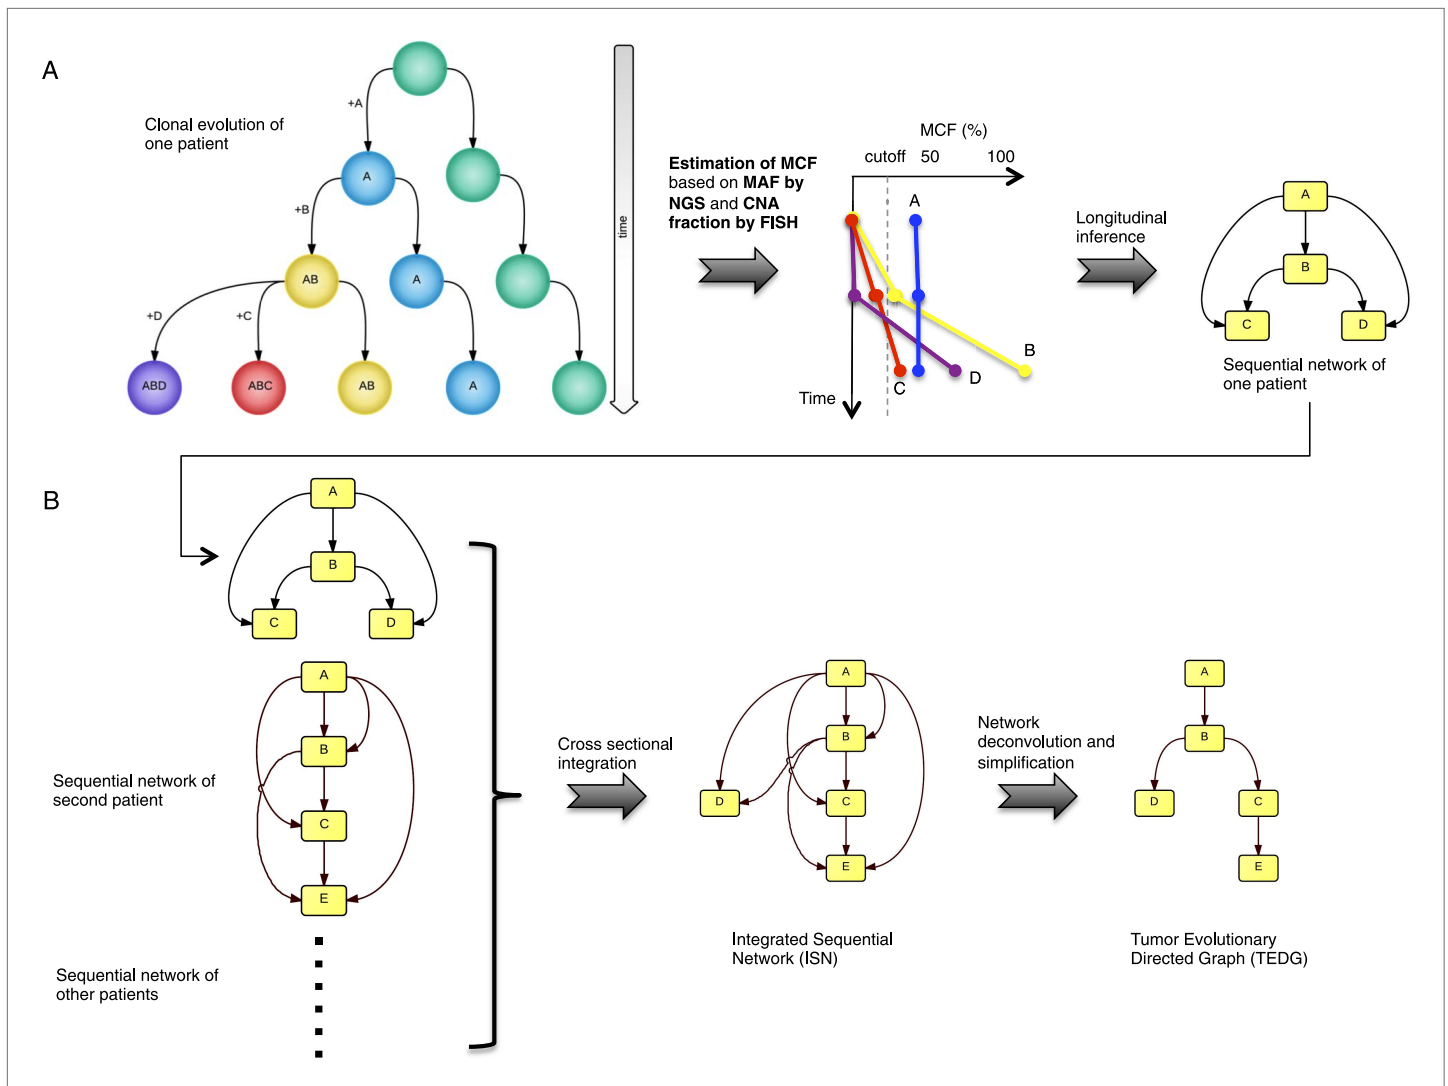 A
Clonal evolution of
one patient
+A
A
+B
AB
A
+D
+C
ABD
ABC
AB
A
time
Estimation of MCF
based on MAF by
NGS and CNA
fraction by FISH
MCF (%)
cutoff 50 100
A
B
C
D
Time
Longitudinal
inference
A
B
C
D
Sequential network of
one patient
B
A
B
C
D
Sequential network of
second patient
A
B
C
E
Sequential network of
other patients
Cross sectional
integration
A
B
D
C
E
Integrated Sequential
Network (ISN)
Network
deconvolution and
simplification
A
B
D
C
E
Tumor Evolutionary
Directed Graph (TEDG)